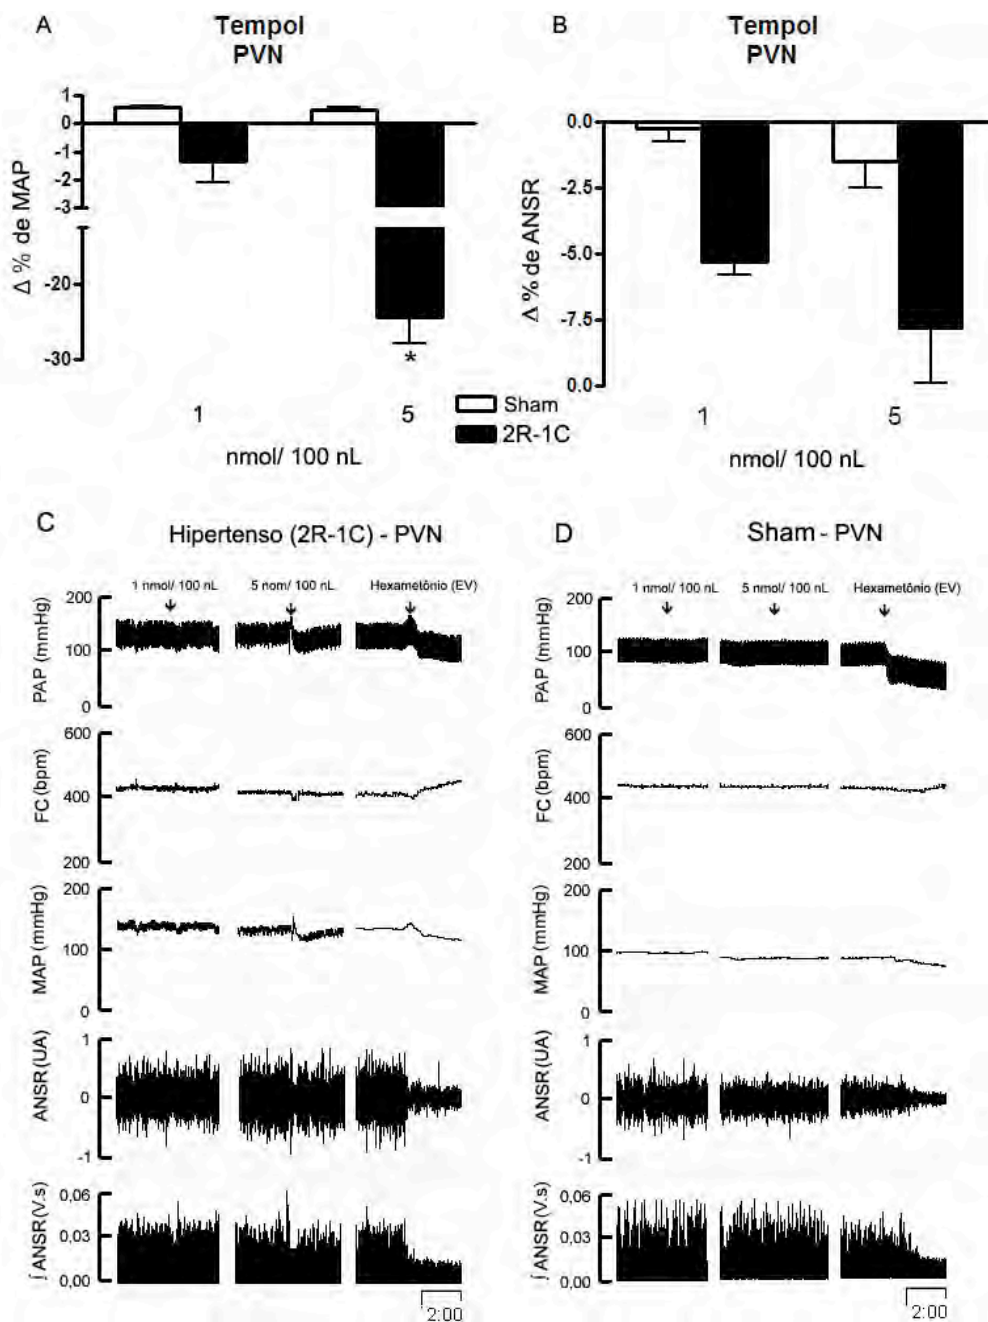 A
Tempol
PVN
1
0
-1
-2
-3
-20
-30
Δ % de MAP
*
1
5
nmol/ 100 nL
B
Tempol
PVN
0.0
-2.5
-5.0
-7.5
0.0
Δ % de ANSR
1
5
nmol/ 100 nL
Sham
2R-1C
C
Hipertenso (2R-1C) - PVN
1 nmol/ 100 nL
5 nom/ 100 nL
Hexametônio (EV)
200
100
0
PAP (mmHg)
600
400
200
FC (bpm)
200
100
0
MAP (mmHg)
1
0
-1
ANSR (UA)
0,06
0,03
0,00
∫ ANSR (V.s)
2:00
D
Sham - PVN
1 nmol/ 100 nL
5 nmol/ 100 nL
Hexametônio (EV)
200
100
0
PAP (mmHg)
600
400
200
FC (bpm)
200
100
0
MAP (mmHg)
1
0
-1
ANSR (UA)
0,06
0,03
0,00
∫ ANSR (V.s)
2:00